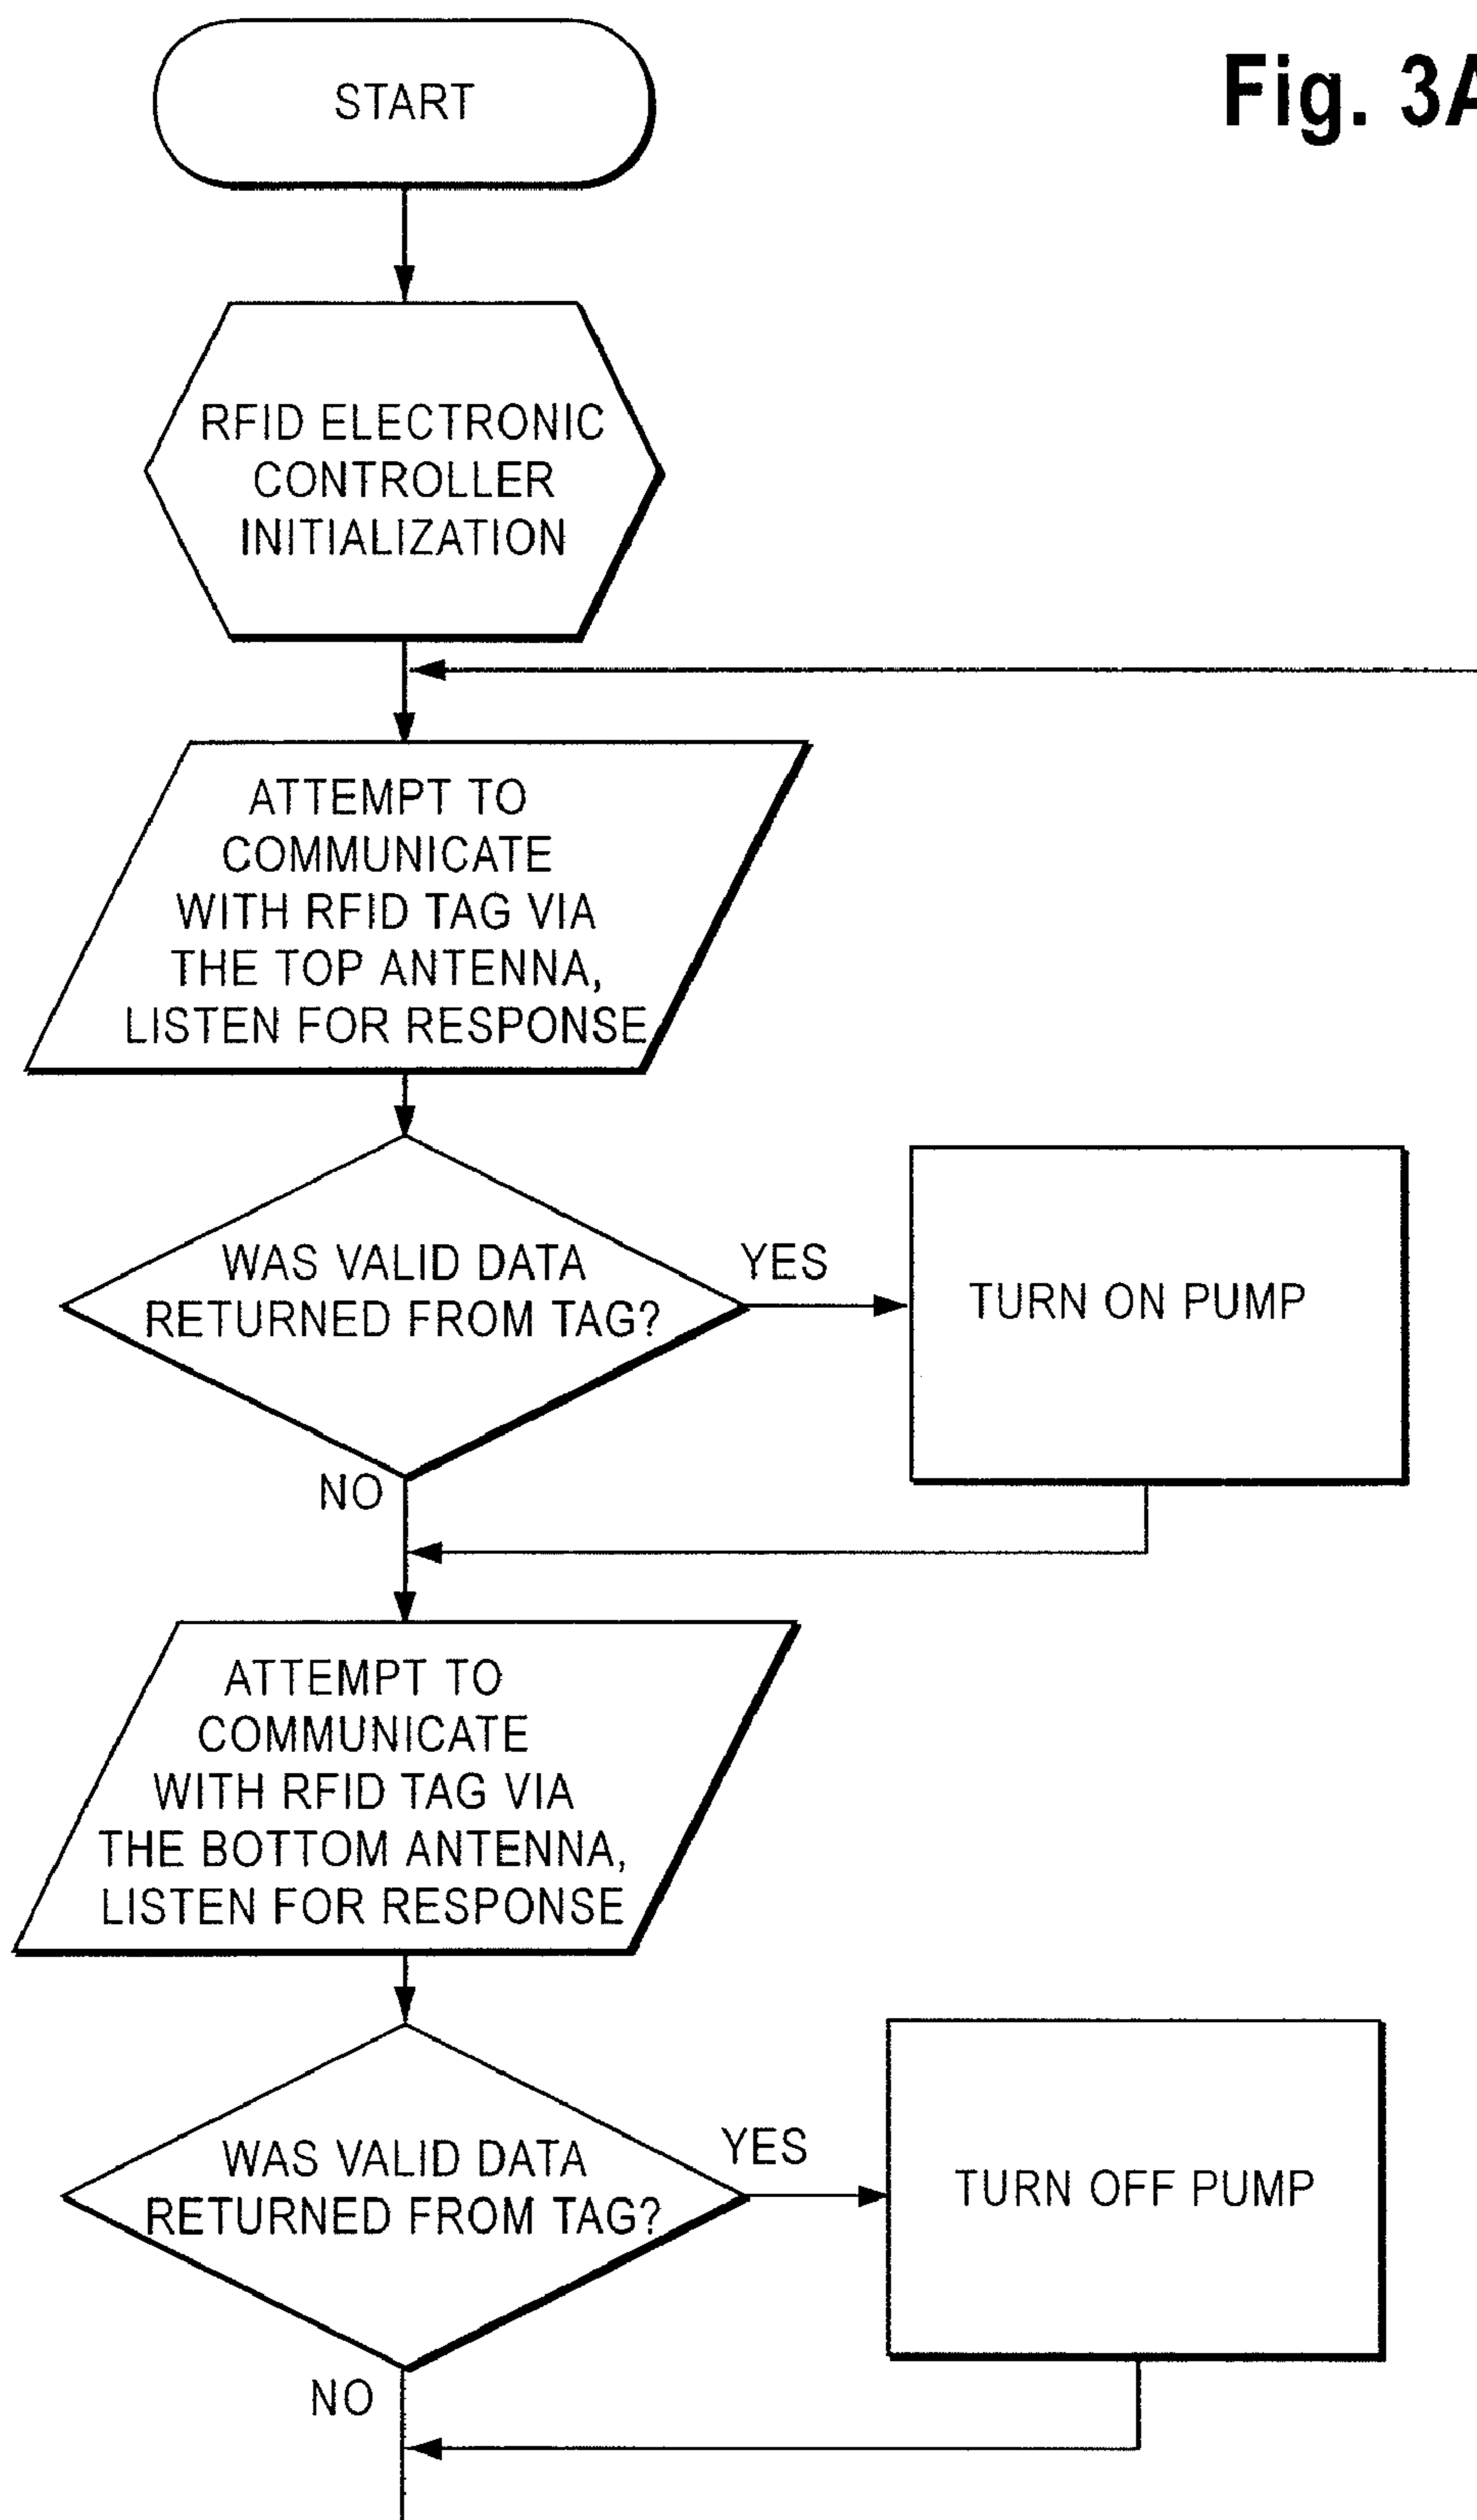 START
Fig. 3A
RFID ELECTRONIC
CONTROLLER
INITIALIZATION
ATTEMPT TO
COMMUNICATE
WITH RFID TAG VIA
THE TOP ANTENNA,
LISTEN FOR RESPONSE
WAS VALID DATA
RETURNED FROM TAG?
YES
TURN ON PUMP
NO
ATTEMPT TO
COMMUNICATE
WITH RFID TAG VIA
THE BOTTOM ANTENNA,
LISTEN FOR RESPONSE
WAS VALID DATA
RETURNED FROM TAG?
YES
TURN OFF PUMP
NO